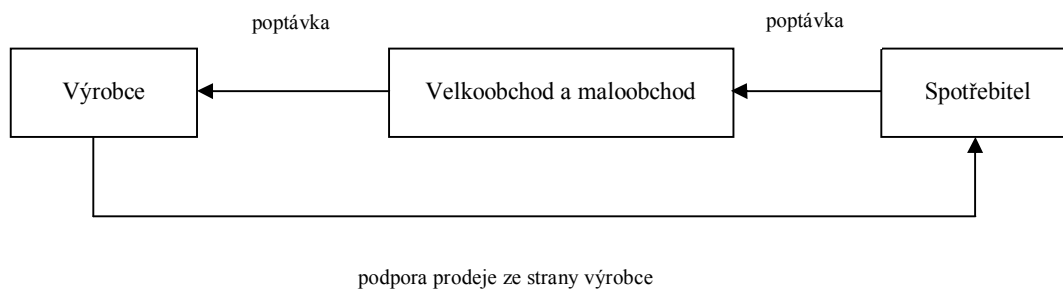 poptávka
poptávka
Výrobce
Velkoobchod a maloobchod
Spotřebitel
podpora prodeje ze strany výrobce